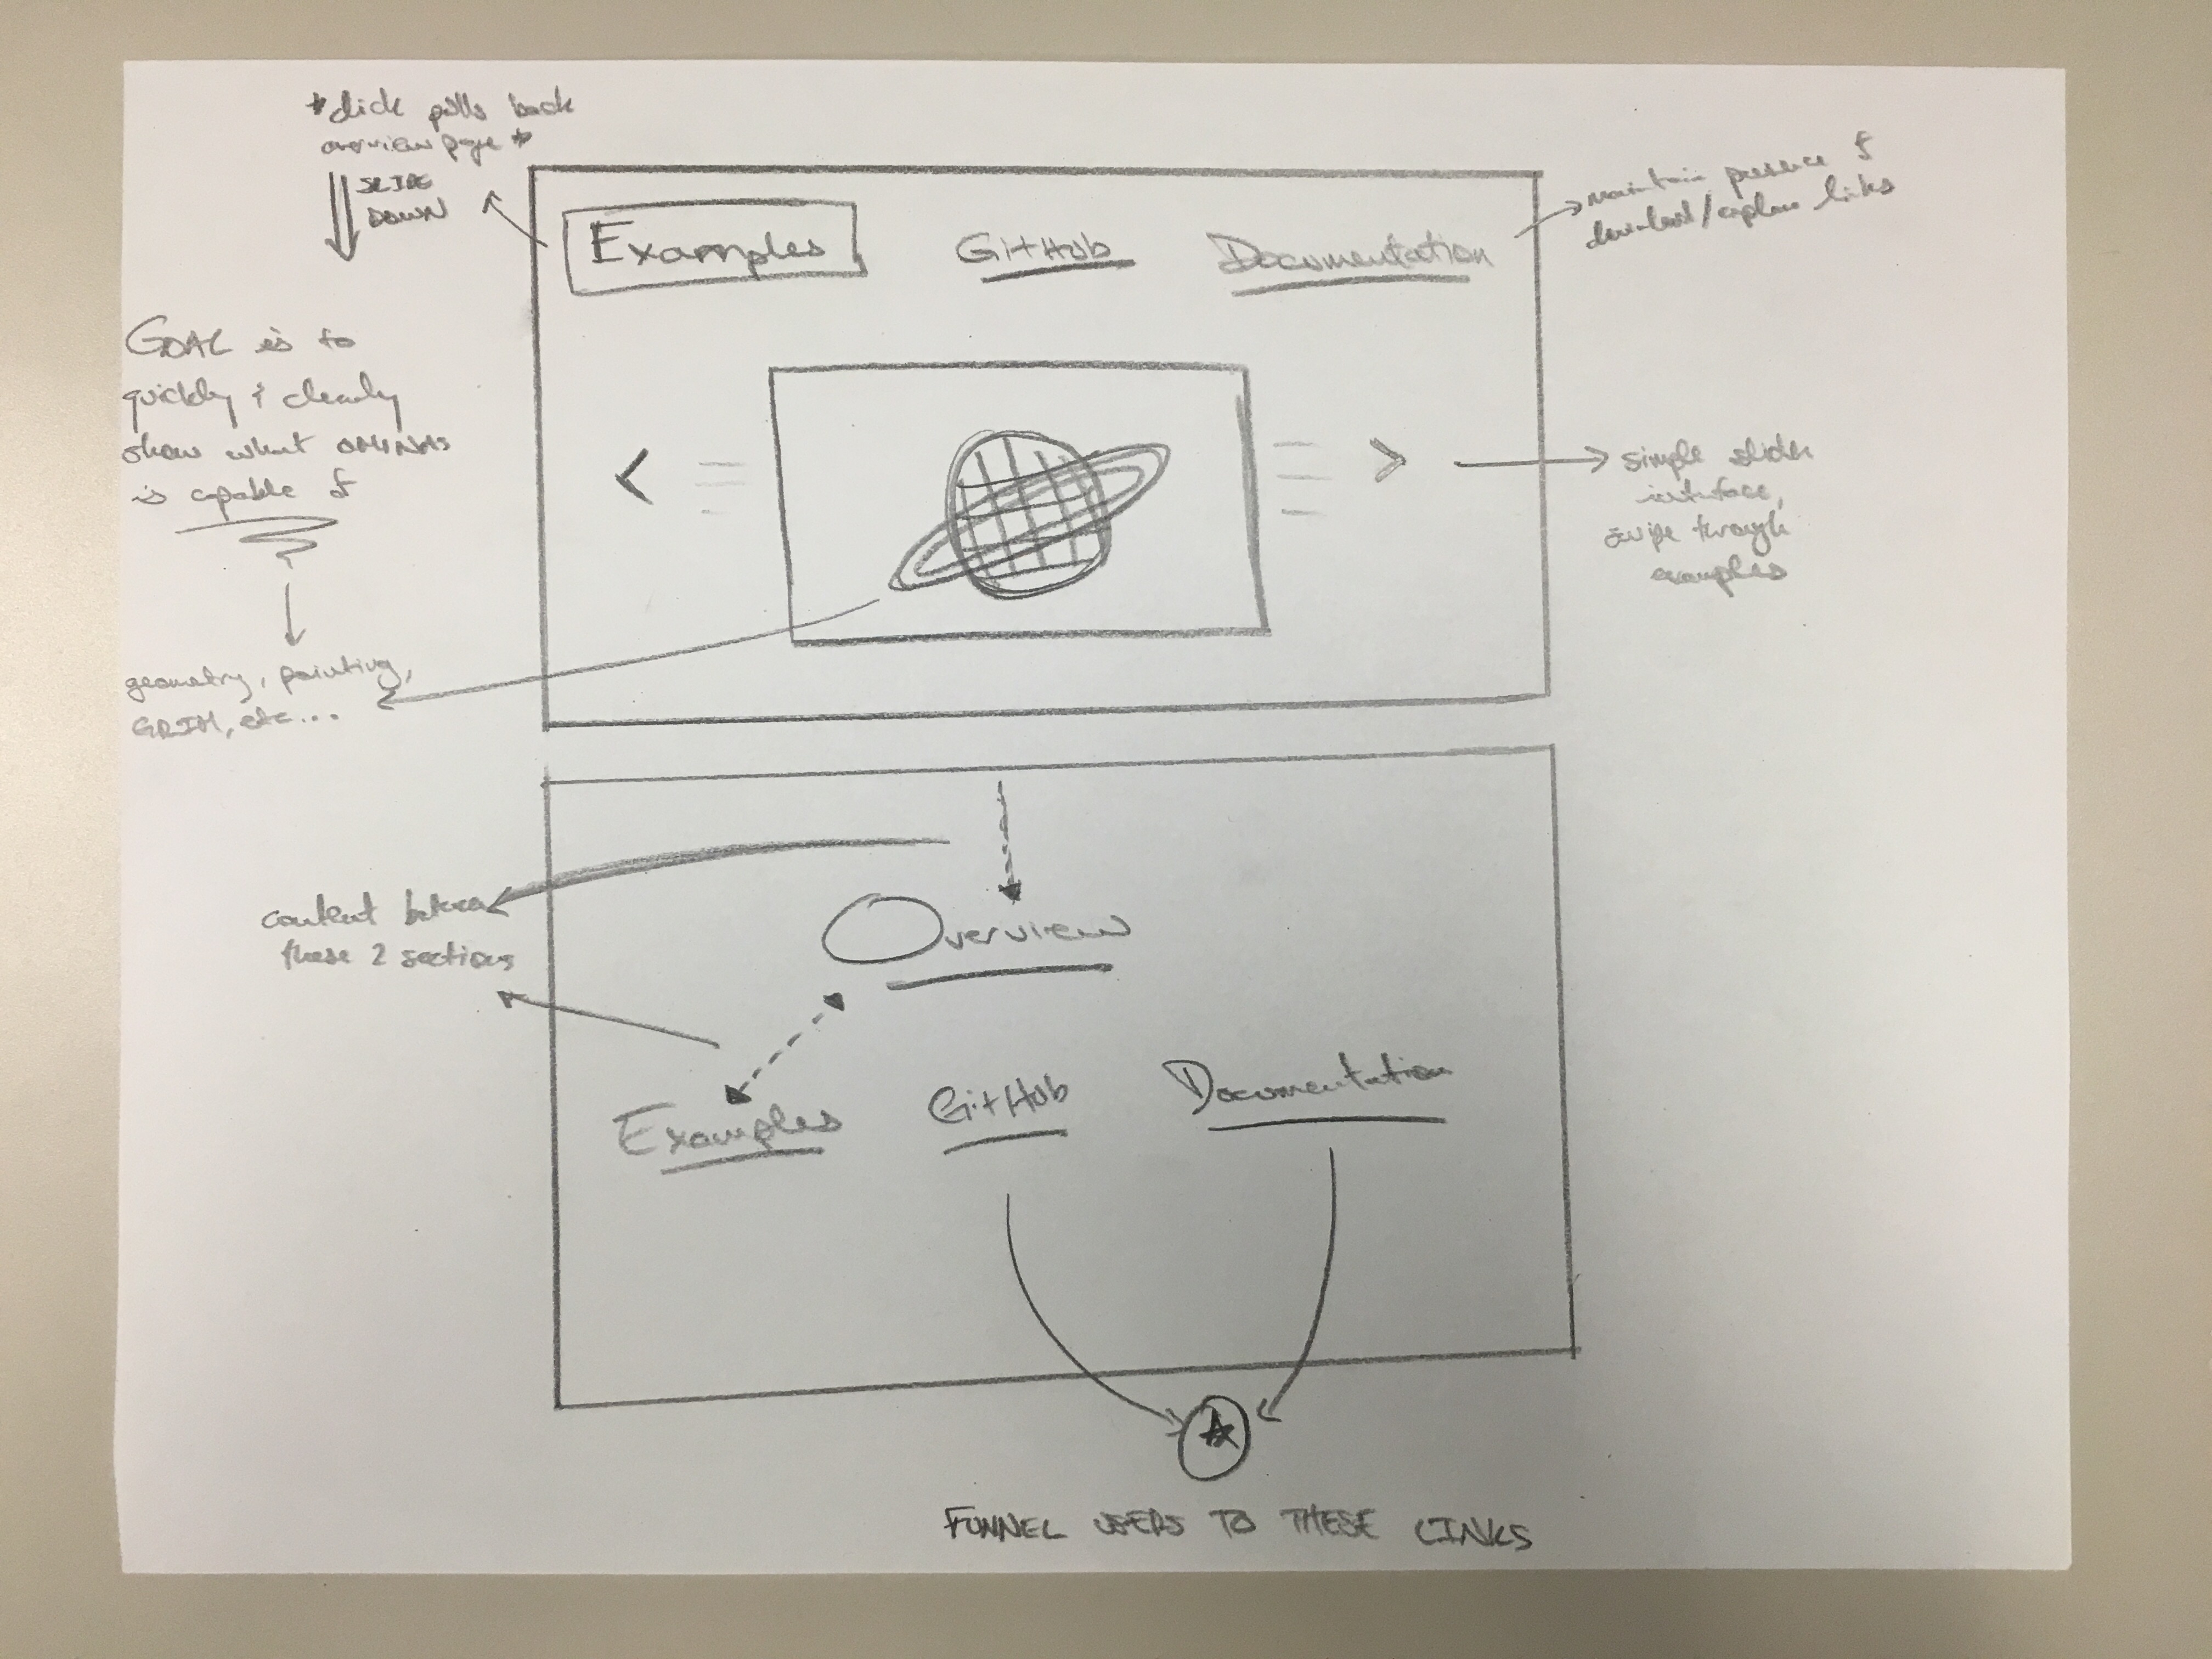 *click pulls back
overview page*
SLIDE
DOWN
maintain presence of
download/explore links
Examples GitHub Documentation
GOAL is to
quickly & clearly
show what OMINAS
is capable of
< >
simple slider
interface,
swipe through
examples
geometry, pointing,
GRIM, etc...
content between
these 2 sections
Overview
Examples GitHub Documentation
FUNNEL USERS TO THESE LINKS